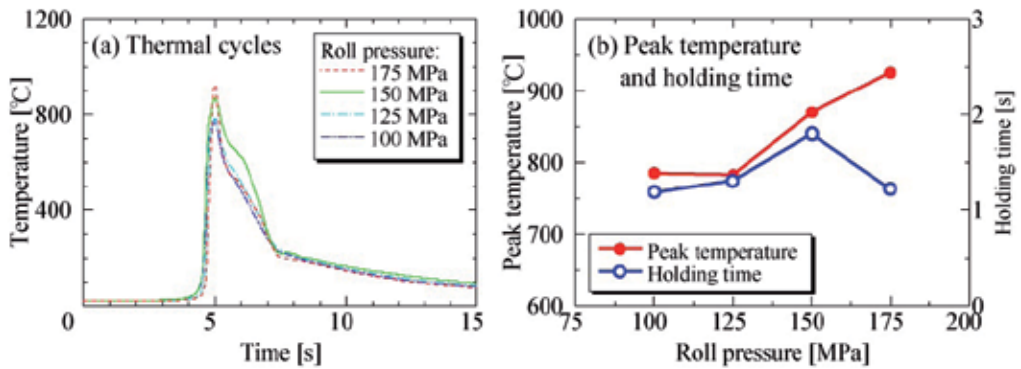 (a) Thermal cycles
Roll pressure:
175 MPa
150 MPa
125 MPa
100 MPa
Temperature [℃]
1200
800
400
0
5
10
15
Time [s]
(b) Peak temperature
and holding time
Peak temperature [℃]
1000
900
800
700
600
Peak temperature
Holding time
3
2
1
0
Holding time [s]
75
100
125
150
175
200
Roll pressure [MPa]